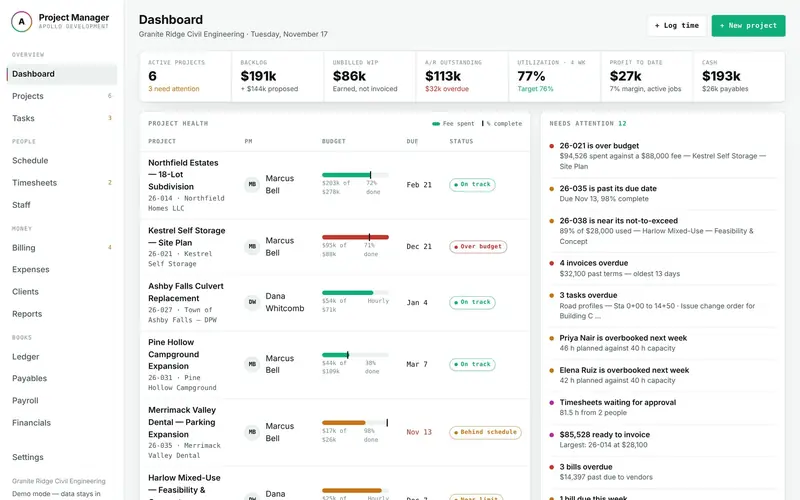 A
Project Manager
APOLLO DEVELOPMENT
OVERVIEW
Dashboard
Projects 6
Tasks 3
PEOPLE
Schedule
Timesheets 2
Staff
MONEY
Billing 4
Expenses
Clients
Reports
BOOKS
Ledger
Payables
Payroll
Financials
Settings
Granite Ridge Civil Engineering
Demo mode — data stays in
Dashboard
Granite Ridge Civil Engineering · Tuesday, November 17
+ Log time
+ New project
ACTIVE PROJECTS
6
3 need attention
BACKLOG
$191k
+ $144k proposed
UNBILLED WIP
$86k
Earned, not invoiced
A/R OUTSTANDING
$113k
$32k overdue
UTILIZATION · 4 WK
77%
Target 76%
PROFIT TO DATE
$27k
7% margin, active jobs
CASH
$193k
$26k payables
PROJECT HEALTH
Fee spent
% complete
PROJECT PM BUDGET DUE STATUS
Northfield Estates
— 18-Lot
Subdivision
26-014 · Northfield
Homes LLC
MB
Marcus
Bell
$203k of
$278k
72%
done
Feb 21
On track
Kestrel Self Storage
— Site Plan
26-021 · Kestrel
Self Storage
MB
Marcus
Bell
$95k of
$88k
71%
done
Dec 21
Over budget
Ashby Falls Culvert
Replacement
26-027 · Town of
Ashby Falls — DPW
DW
Dana
Whitcomb
$54k of
$71k
Hourly
Jan 4
On track
Pine Hollow
Campground
Expansion
26-031 · Pine
Hollow Campground
MB
Marcus
Bell
$44k of
$109k
38%
done
Mar 7
On track
Merrimack Valley
Dental — Parking
Expansion
26-035 · Merrimack
Valley Dental
MB
Marcus
Bell
$17k of
$26k
98%
done
Nov 13
Behind schedule
Harlow Mixed-Use
— Feasibility &
Dana
$25k of
Hourly
NEEDS ATTENTION 12
26-021 is over budget
$94,526 spent against a $88,000 fee — Kestrel Self Storage —
Site Plan
26-035 is past its due date
Due Nov 13, 98% complete
26-038 is near its not-to-exceed
89% of $28,000 used — Harlow Mixed-Use — Feasibility &
Concept
4 invoices overdue
$32,100 past terms — oldest 13 days
3 tasks overdue
Road profiles — Sta 0+00 to 14+50 · Issue change order for
Building C ...
Priya Nair is overbooked next week
46 h planned against 40 h capacity
Elena Ruiz is overbooked next week
42 h planned against 40 h capacity
Timesheets waiting for approval
81.5 h from 2 people
$85,528 ready to invoice
Largest: 26-014 at $28,100
3 bills overdue
$14,397 past due to vendors
1 bill due this week